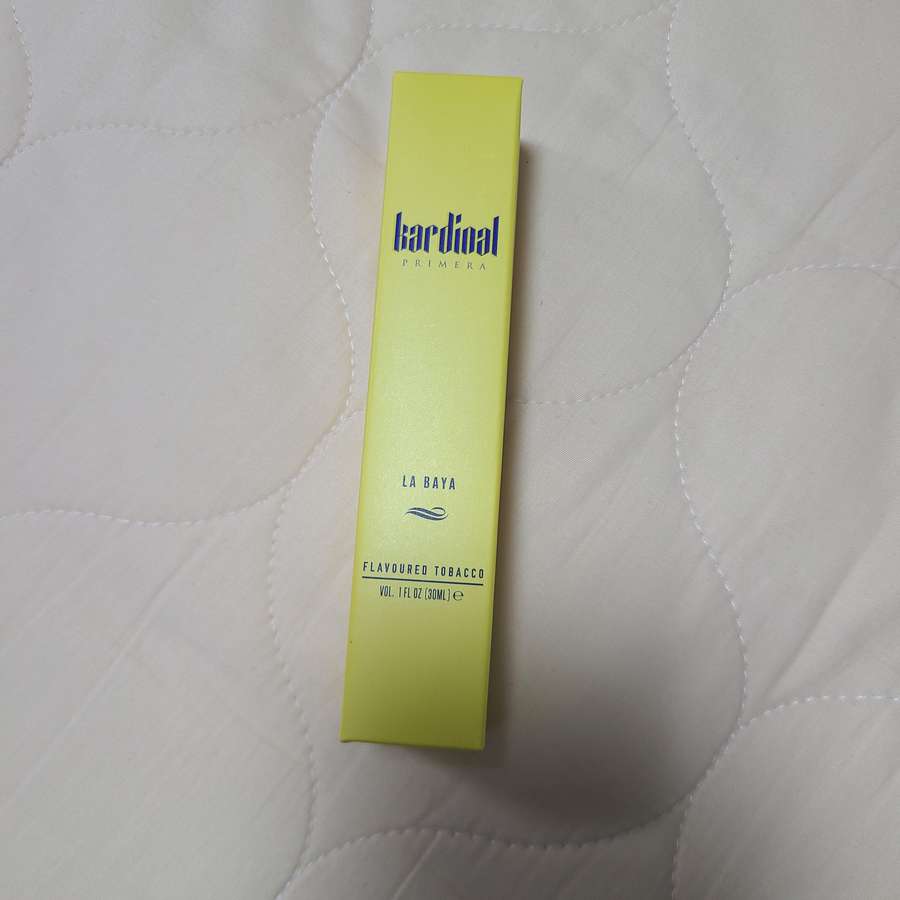 kardinal
PRIMERA
LA BAYA
FLAVOURED TOBACCO
VOL. 1 FL OZ (30ML) ℮